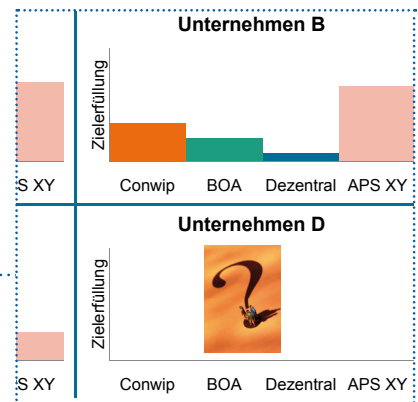 Unternehmen B
Zielerfüllung
S XY
Conwip BOA Dezentral APS XY
Unternehmen D
Zielerfüllung
S XY
Conwip BOA Dezentral APS XY